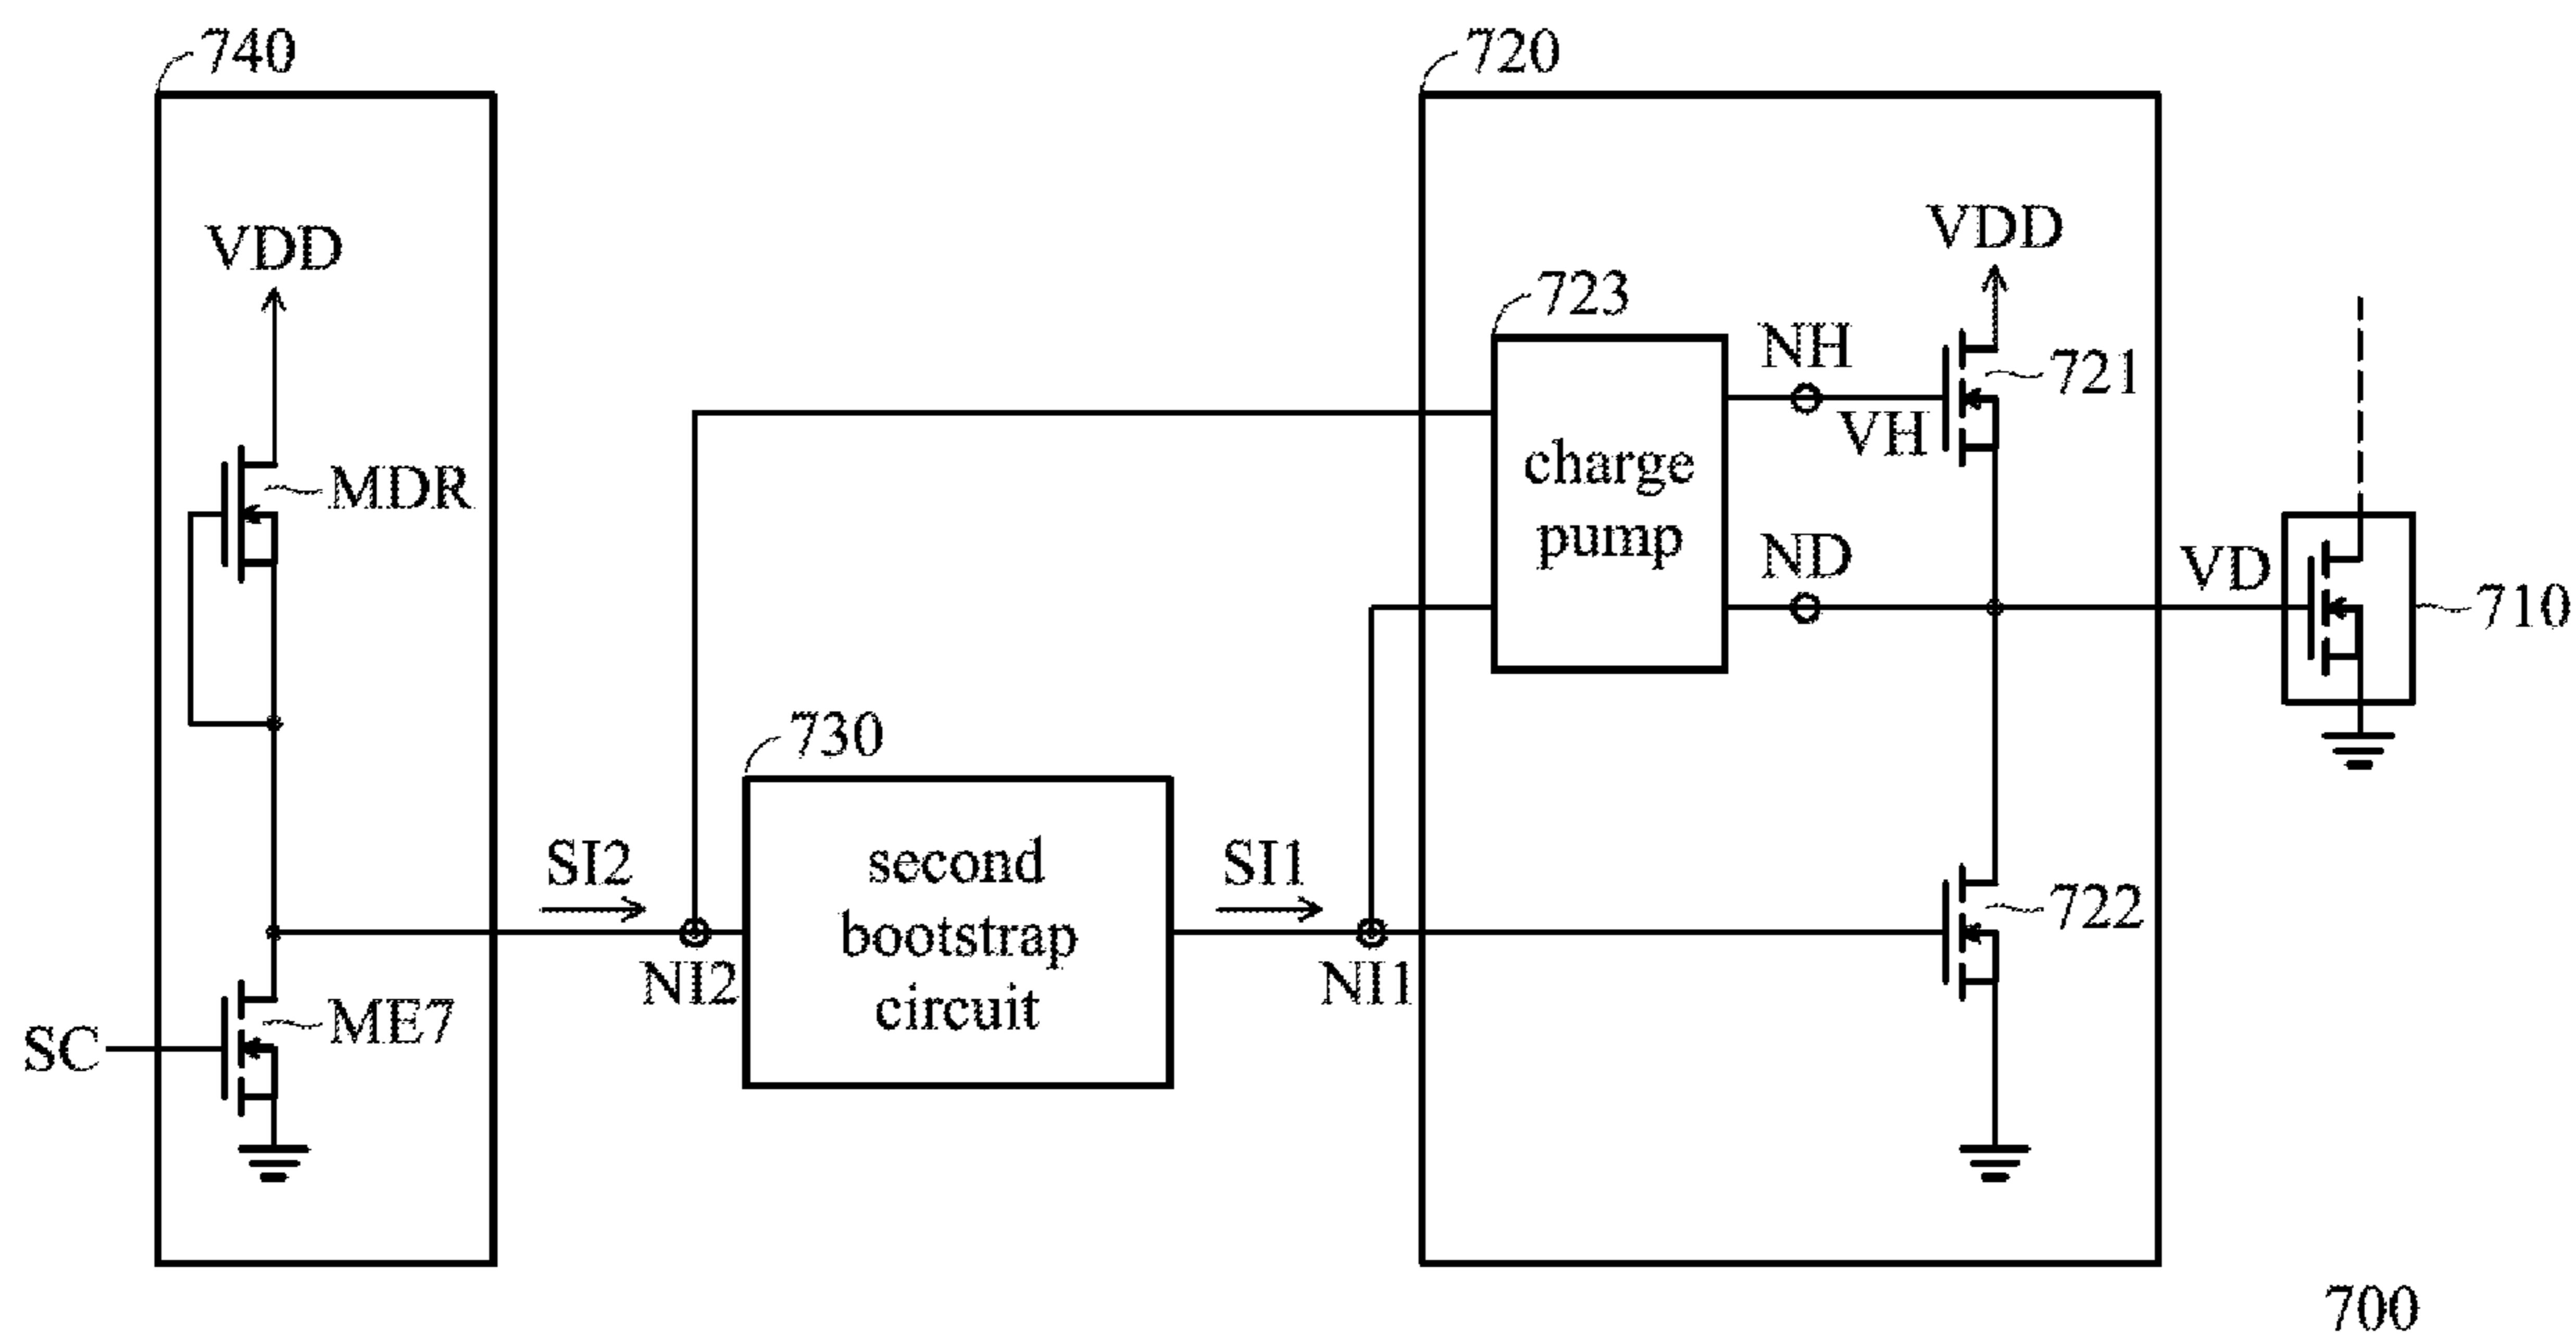 740
720
VDD
VDD
723
NH
721
VH
MDR
charge
pump
ND
VD
710
730
SI2
second
bootstrap
circuit
SI1
722
NI2
NI1
ME7
SC
700